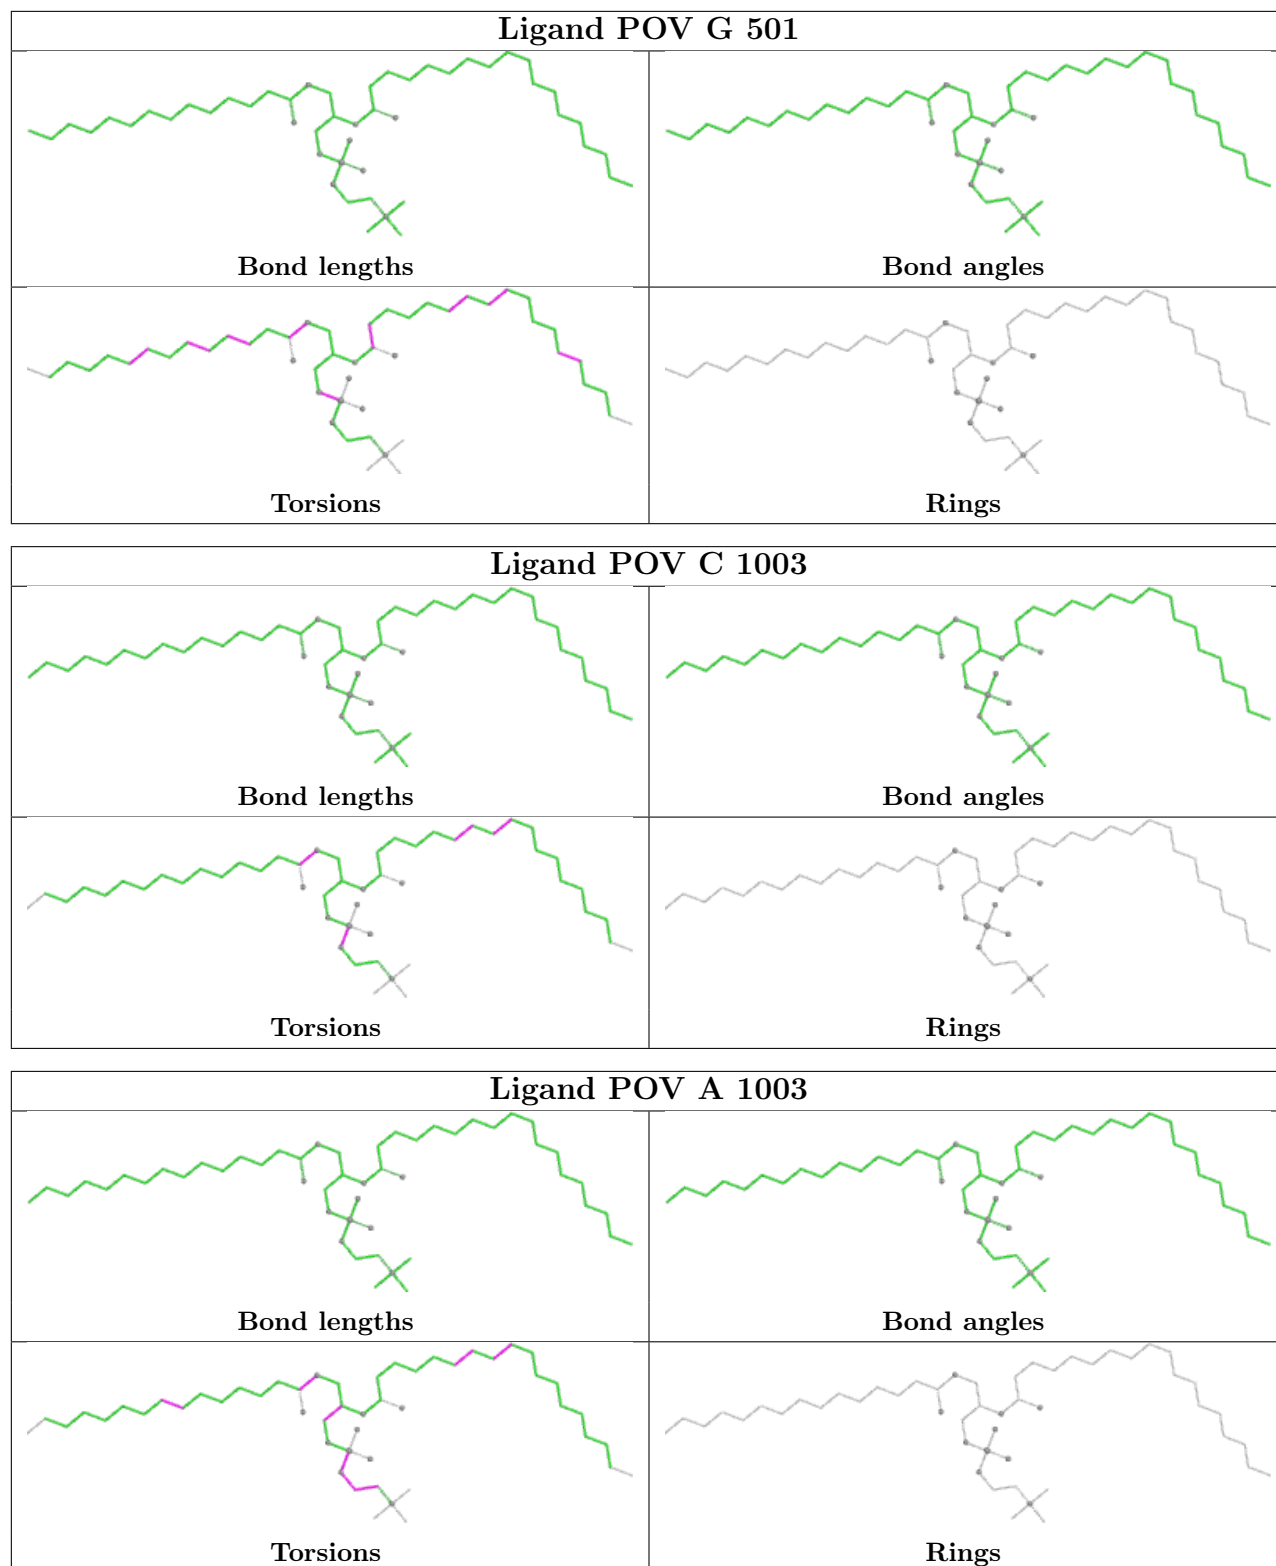 Ligand POV G 501
Bond lengths
Bond angles
Torsions
Rings
Ligand POV C 1003
Bond lengths
Bond angles
Torsions
Rings
Ligand POV A 1003
Bond lengths
Bond angles
Torsions
Rings